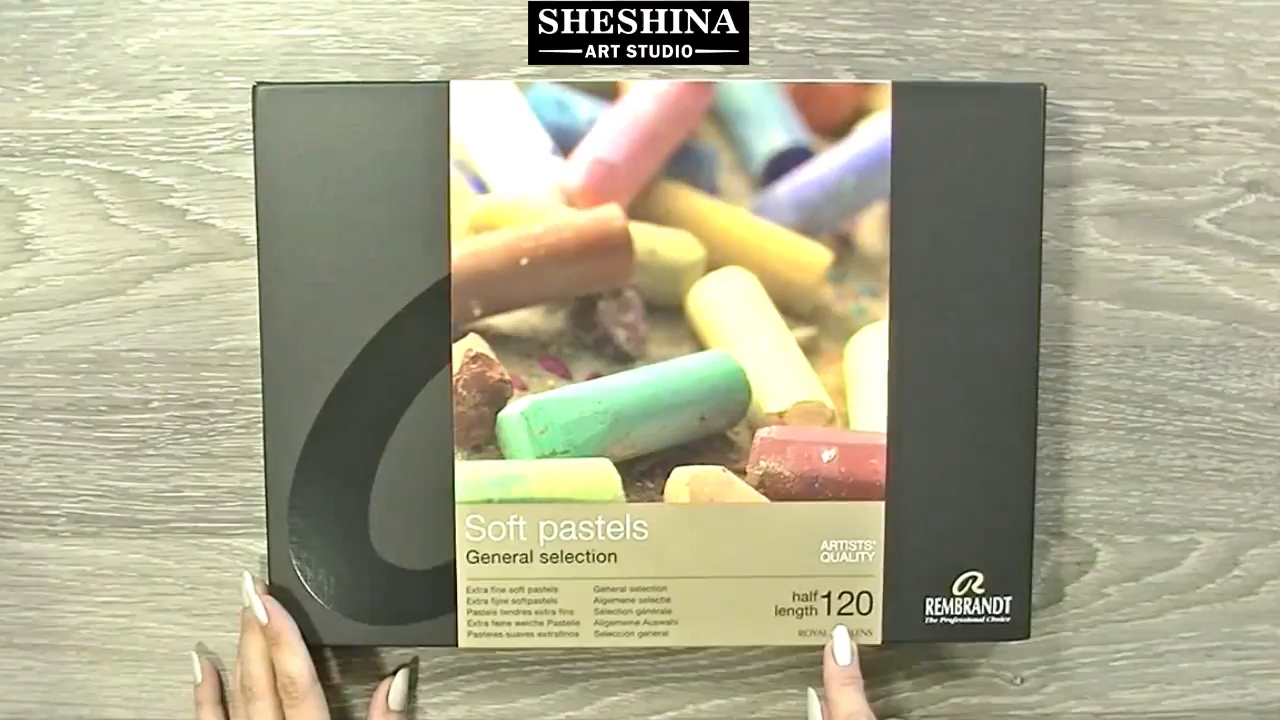 SHESHINA
ART STUDIO
Soft pastels
General selection
ARTISTS'
QUALITY
Extra fine soft pastels
Extra fijne softpastels
Pastels tendres extra fins
Extra feine weiche Pastelle
Pasteles suaves extrafinos
General selection
Algemene selectie
Sélection générale
Allgemeine Auswahl
Selección general
half
length 120
ROYAL
REMBRANDT
The Professional Choice